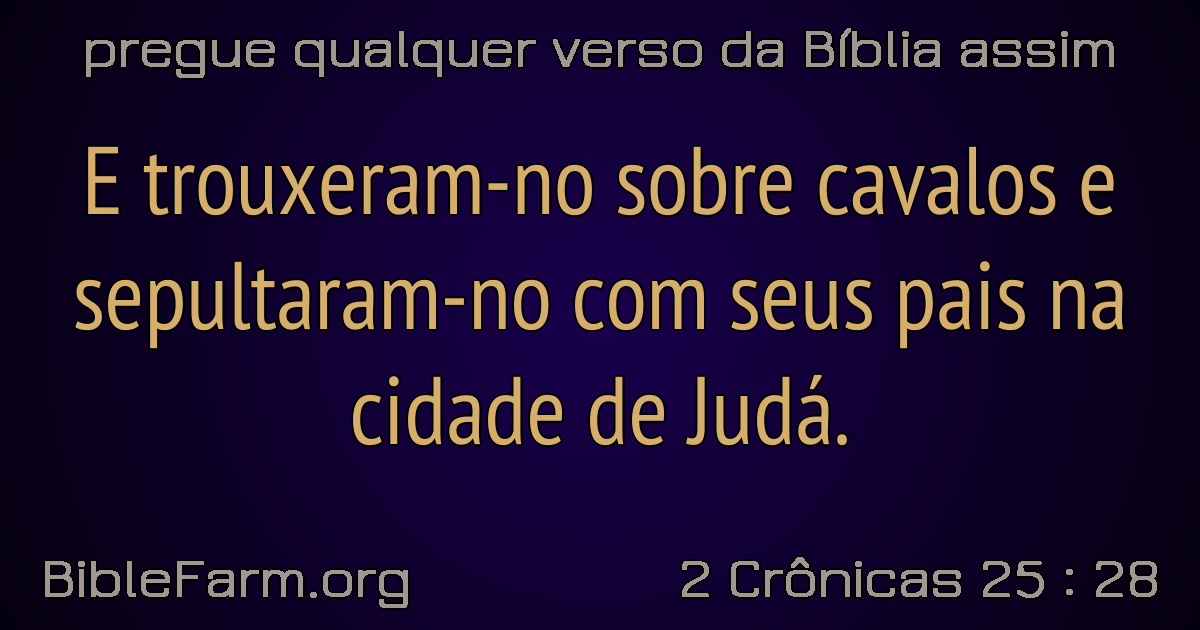 pregue qualquer verso da Bíblia assim
E trouxeram-no sobre cavalos e
sepultaram-no com seus pais na
cidade de Judá.
BibleFarm.org
2 Crônicas 25 : 28